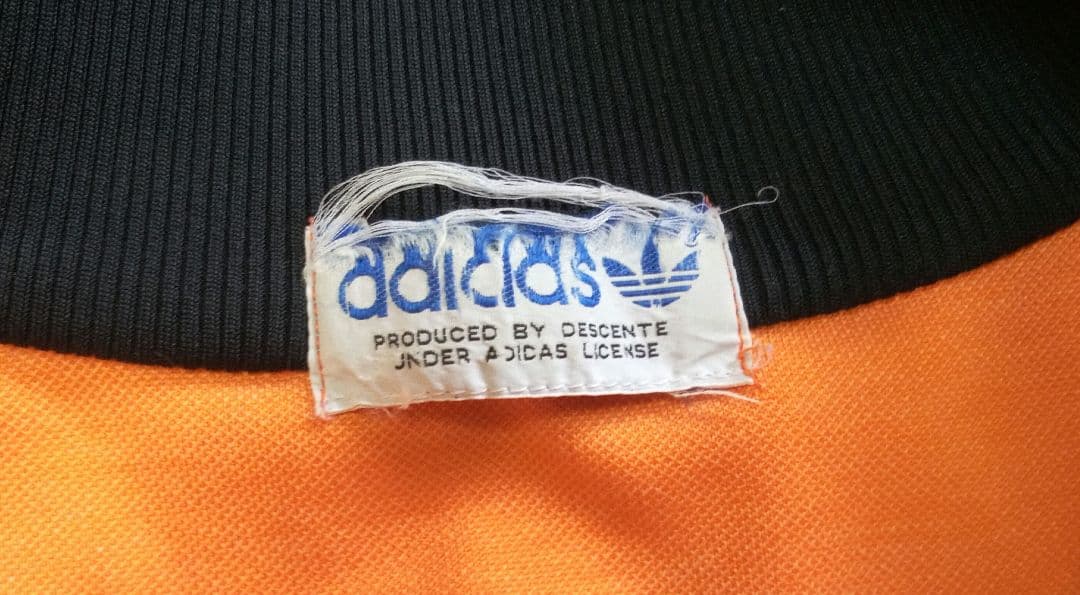 adidas
PRODUCED BY DESCENTE
UNDER ADIDAS LICENSE